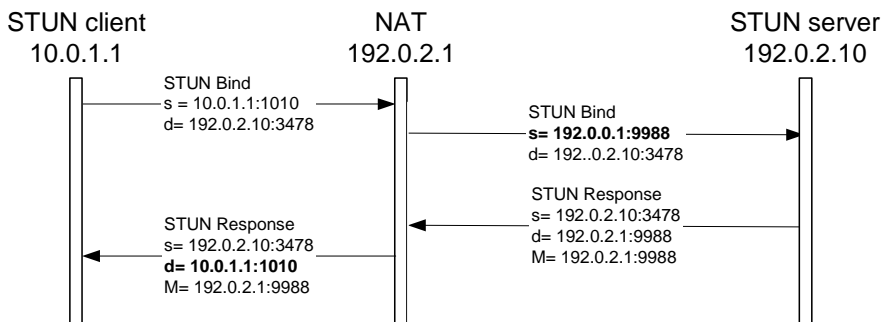 STUN client
10.0.1.1
NAT
192.0.2.1
STUN server
192.0.2.10
STUN Bind
s = 10.0.1.1:1010
d= 192.0.2.10:3478
STUN Bind
s= 192.0.0.1:9988
d= 192..0.2.10:3478
STUN Response
s= 192.0.2.10:3478
d= 192.0.2.1:9988
M= 192.0.2.1:9988
STUN Response
s= 192.0.2.10:3478
d= 10.0.1.1:1010
M= 192.0.2.1:9988